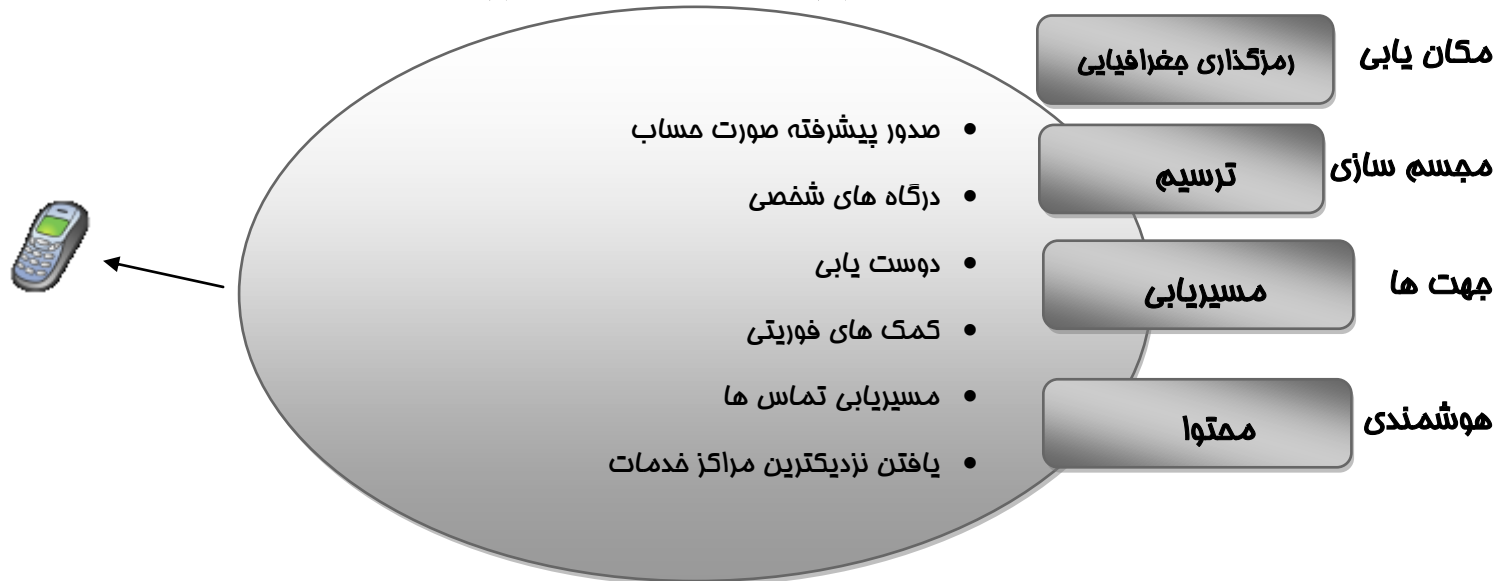 مکان یابی
رمزگذاری جغرافیایی
مجسم سازی
ترسیم
جهت ها
مسیریابی
هوشمندی
محتوا
• صدور پیشرفته صورت حساب
• درگاه های شخصی
• دوست یابی
• کمک های فوریتی
• مسیریابی تماس ها
• یافتن نزدیکترین مراکز خدمات